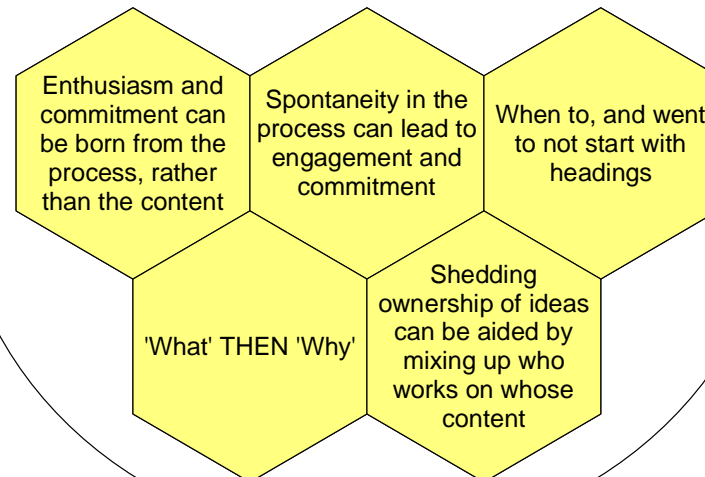 Enthusiasm and
commitment can
be born from the
process, rather
than the content
Spontaneity in the
process can lead to
engagement and
commitment
When to, and went
to not start with
headings
'What' THEN 'Why'
Shedding
ownership of ideas
can be aided by
mixing up who
works on whose
content